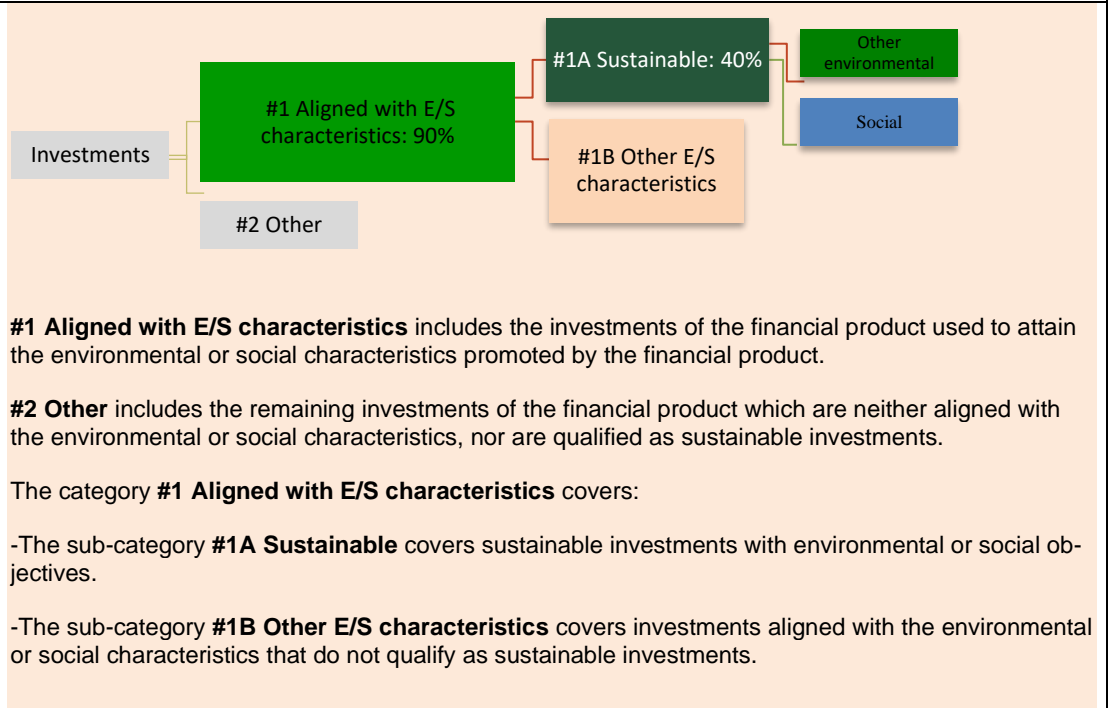 Investments
#1 Aligned with E/S
characteristics: 90%
#2 Other
#1A Sustainable: 40%
#1B Other E/S
characteristics
Other
environmental
Social
#1 Aligned with E/S characteristics includes the investments of the financial product used to attain
the environmental or social characteristics promoted by the financial product.
#2 Other includes the remaining investments of the financial product which are neither aligned with
the environmental or social characteristics, nor are qualified as sustainable investments.
The category #1 Aligned with E/S characteristics covers:
-The sub-category #1A Sustainable covers sustainable investments with environmental or social ob-
jectives.
-The sub-category #1B Other E/S characteristics covers investments aligned with the environmental
or social characteristics that do not qualify as sustainable investments.